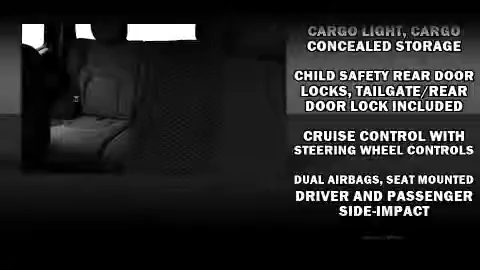 CARGO LIGHT, CARGO
CONCEALED STORAGE
CHILD SAFETY REAR DOOR
LOCKS, TAILGATE/REAR
DOOR LOCK INCLUDED
CRUISE CONTROL WITH
STEERING WHEEL CONTROLS
DUAL AIRBAGS, SEAT MOUNTED
DRIVER AND PASSENGER
SIDE-IMPACT